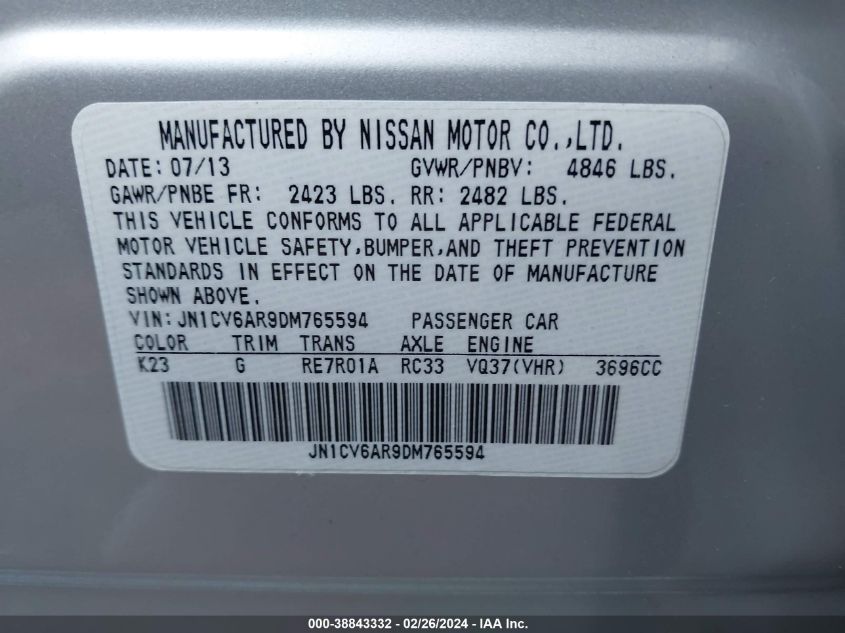 MANUFACTURED BY NISSAN MOTOR CO.,LTD.
DATE: 07/13 GVWR/PNBV: 4846 LBS.
GAWR/PNBE FR: 2423 LBS. RR: 2482 LBS.
THIS VEHICLE CONFORMS TO ALL APPLICABLE FEDERAL
MOTOR VEHICLE SAFETY,BUMPER,AND THEFT PREVENTION
STANDARDS IN EFFECT ON THE DATE OF MANUFACTURE
SHOWN ABOVE.
VIN:JN1CV6AR9DM765594 PASSENGER CAR
COLOR TRIM TRANS AXLE ENGINE
K23 G RE7R01A RC33 VQ37(VHR) 3696CC
JN1CV6AR9DM765594
000-38843332 - 02/26/2024 - IAA Inc.